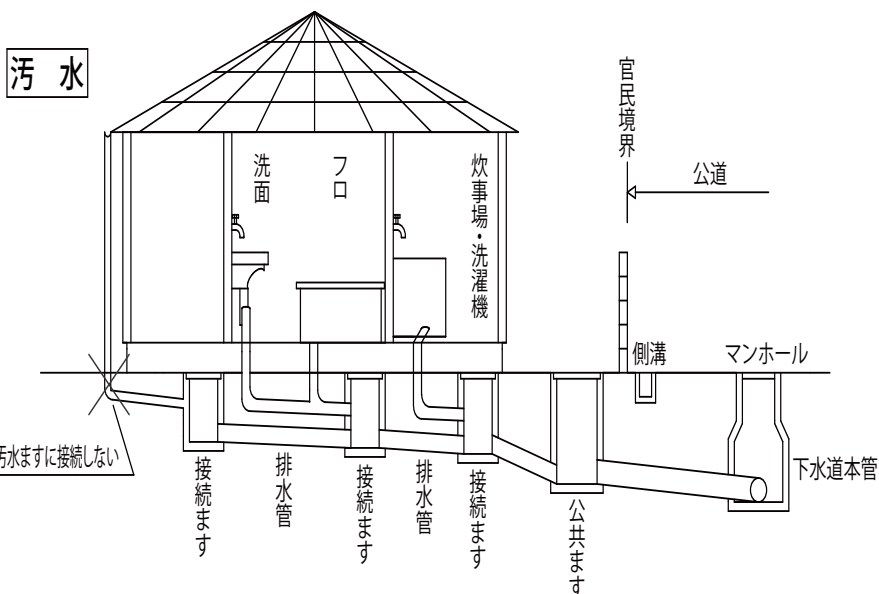 汚水
官民境界
公道
洗面
フロ
炊事場・洗濯機
側溝
マンホール
汚水ますに接続しない
下水道本管
接続ます
排水管
接続ます
排水管
接続ます
公共ます